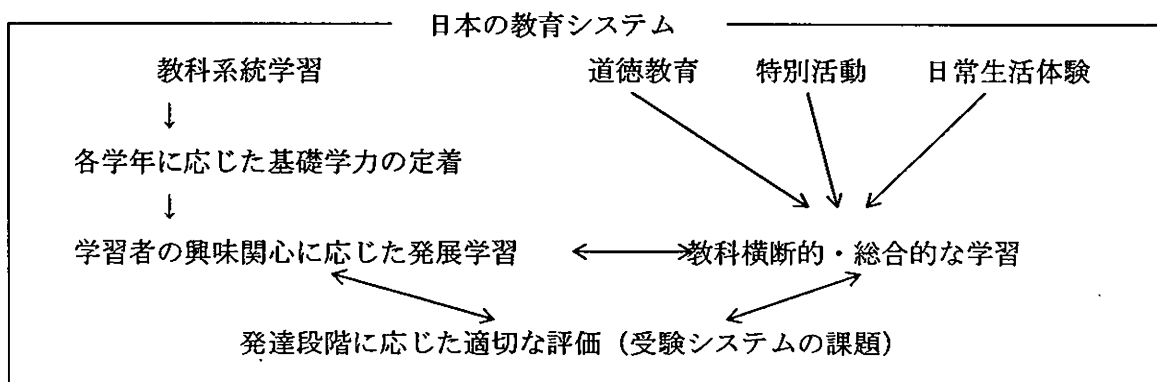 日本の教育システム
教科系統学習 道徳教育 特別活動 日常生活体験
↓
各学年に応じた基礎学力の定着
↓
学習者の興味関心に応じた発展学習 ←→ 教科横断的・総合的な学習
発達段階に応じた適切な評価（受験システムの課題）